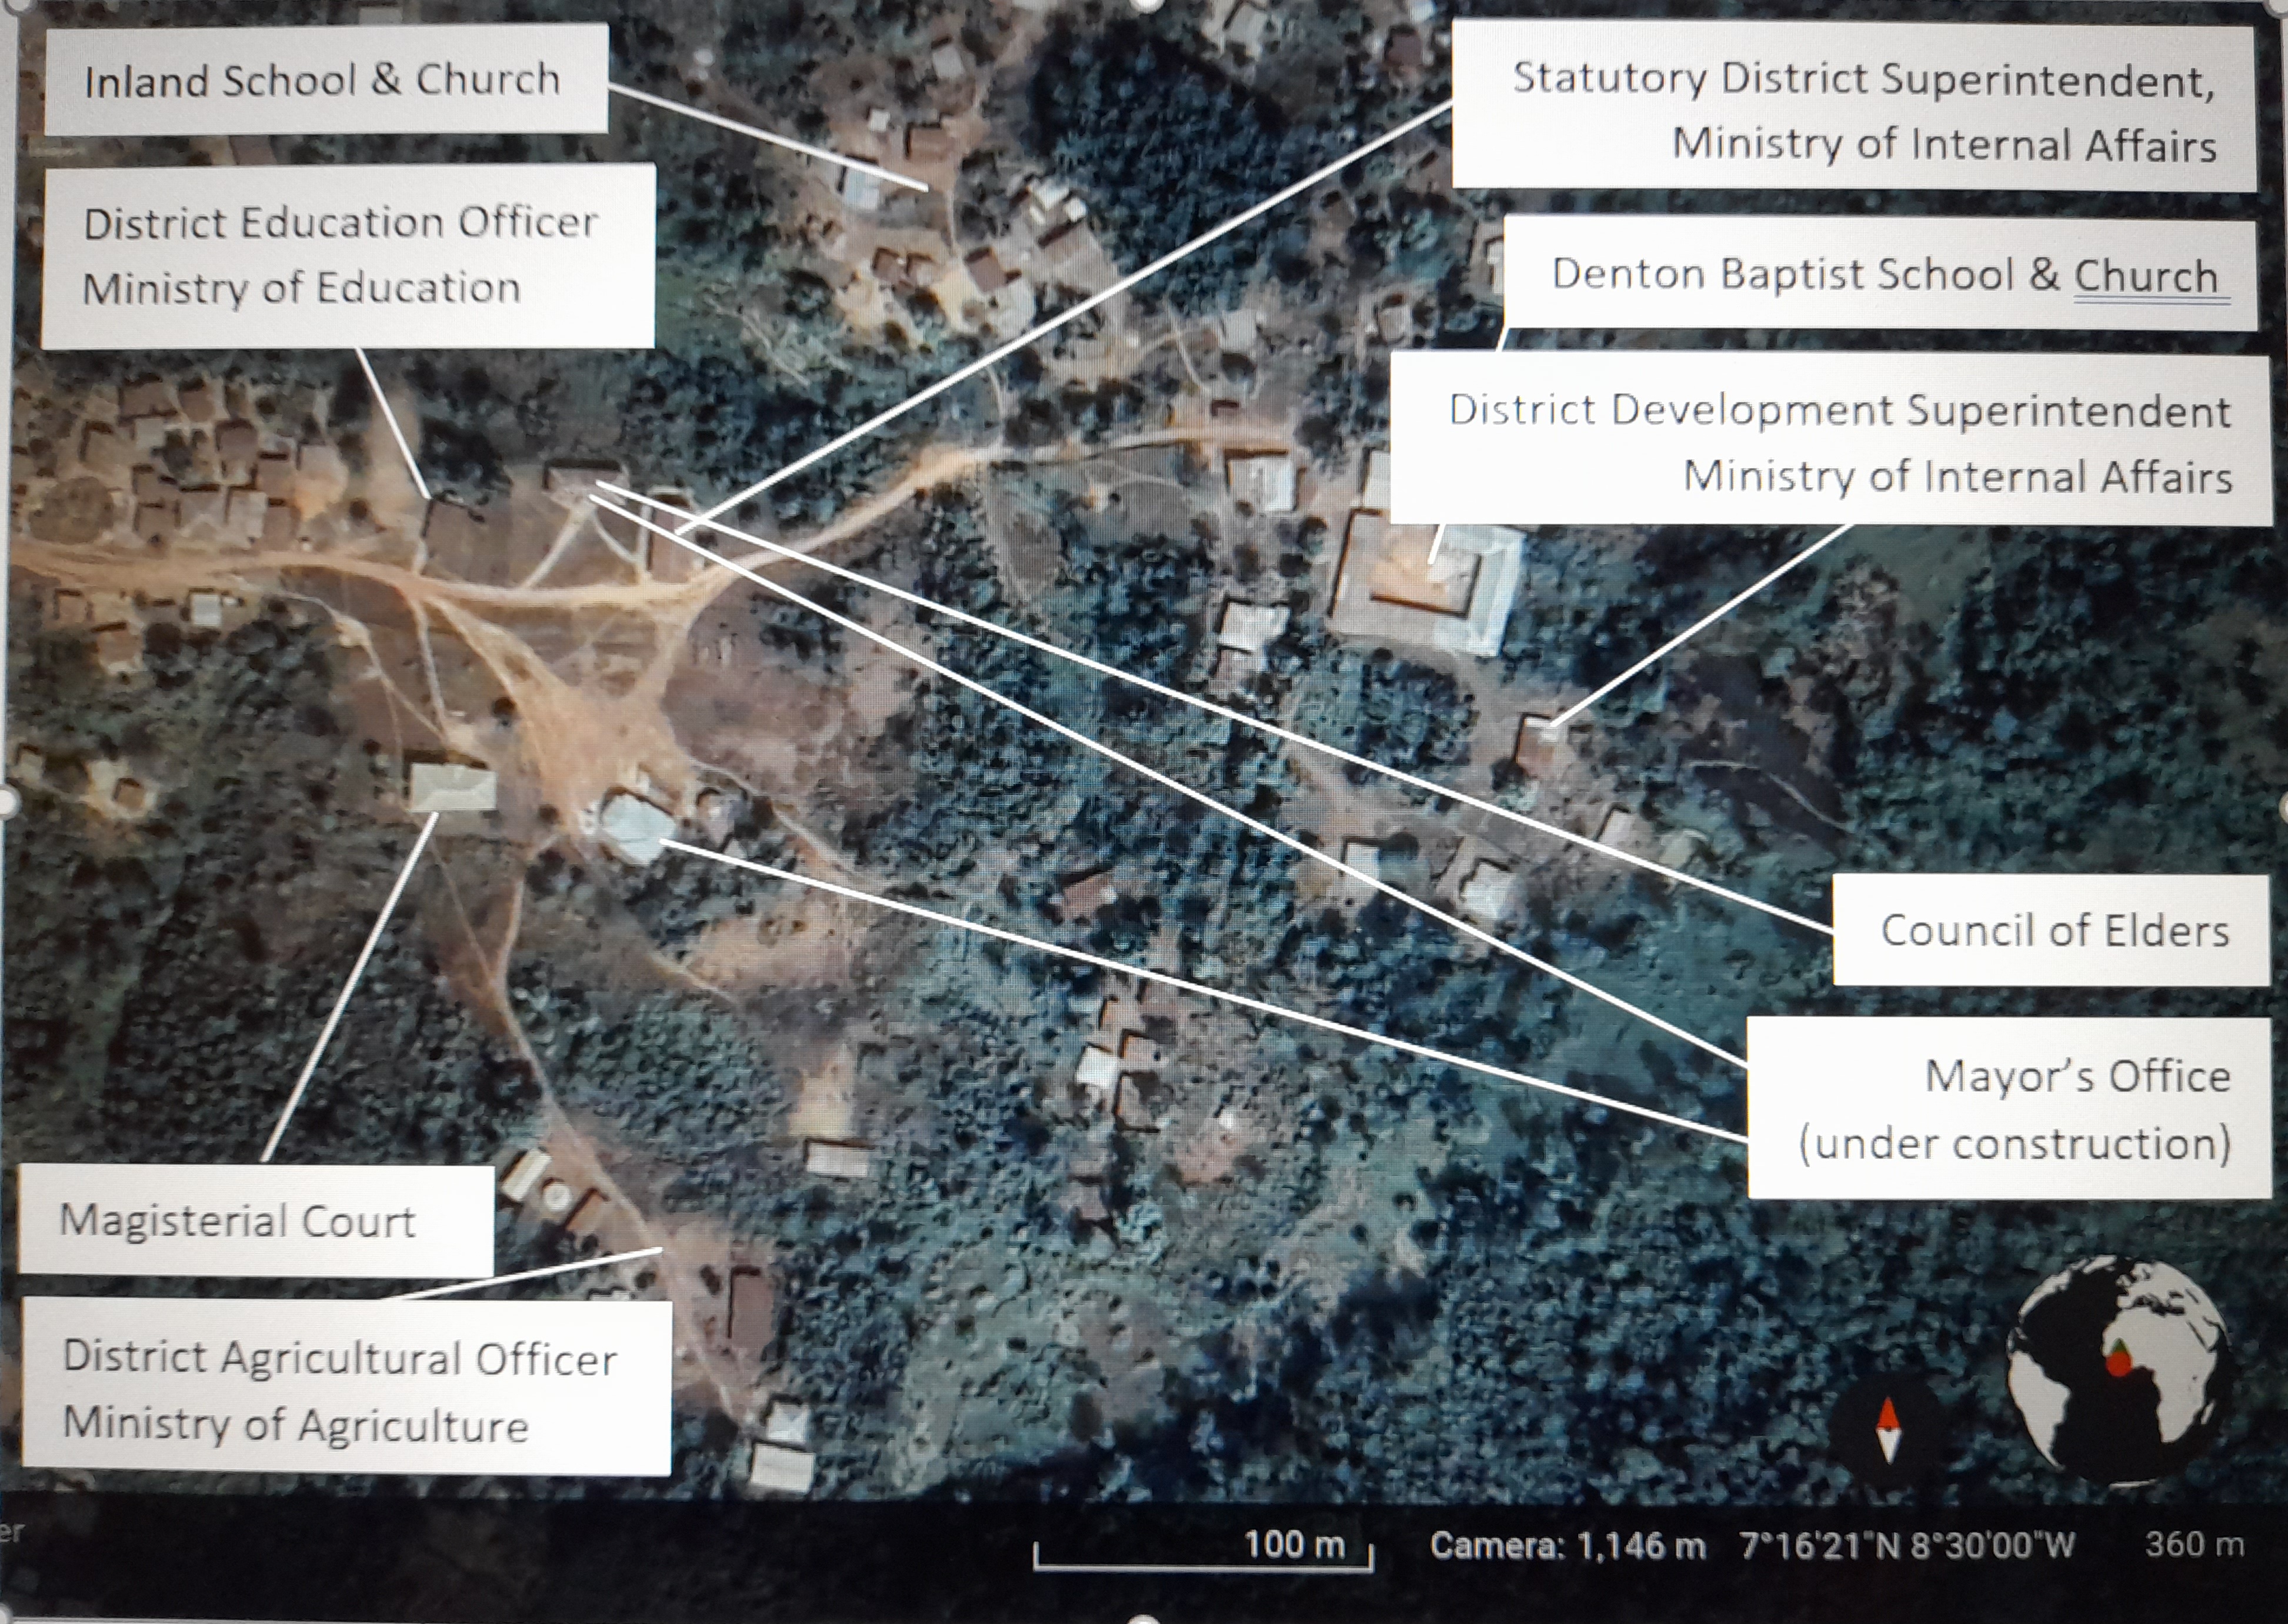 Inland School & Church
District Education Officer
Ministry of Education
Statutory District Superintendent,
Ministry of Internal Affairs
Denton Baptist School & Church
District Development Superintendent
Ministry of Internal Affairs
Council of Elders
Mayor's Office
(under construction)
Magisterial Court
District Agricultural Officer
Ministry of Agriculture
100 m
Camera: 1,146 m 7°16'21"N 8°30'00"W
360 m